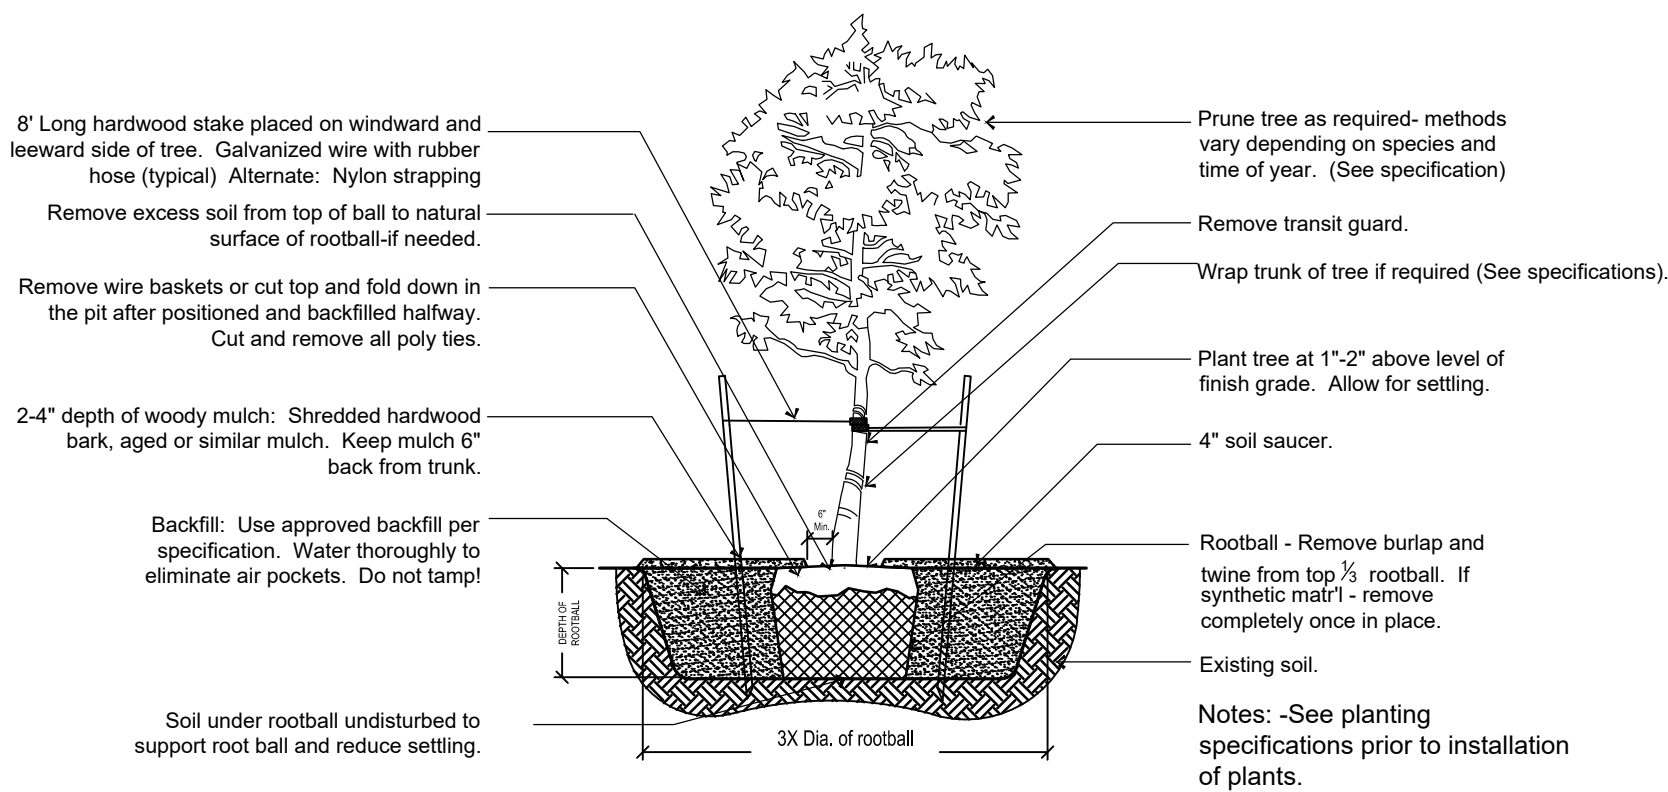 8' Long hardwood stake placed on windward and
leeward side of tree.  Galvanized wire with rubber
hose (typical)  Alternate:  Nylon strapping
Remove excess soil from top of ball to natural
surface of rootball-if needed.
Remove wire baskets or cut top and fold down in
the pit after positioned and backfilled halfway.
Cut and remove all poly ties.
2-4" depth of woody mulch:  Shredded hardwood
bark, aged or similar mulch.  Keep mulch 6"
back from trunk.
Backfill:  Use approved backfill per
specification.  Water thoroughly to
eliminate air pockets.  Do not tamp!
Soil under rootball undisturbed to
support root ball and reduce settling.
6"
Min.
DEPTH OF
ROOTBALL
3X Dia. of rootball
Prune tree as required- methods
vary depending on species and
time of year.  (See specification)
Remove transit guard.
Wrap trunk of tree if required (See specifications).
Plant tree at 1"-2" above level of
finish grade.  Allow for settling.
4" soil saucer.
Rootball - Remove burlap and
twine from top ⅓ rootball.  If
synthetic matr'l - remove
completely once in place.
Existing soil.
Notes: -See planting
specifications prior to installation
of plants.